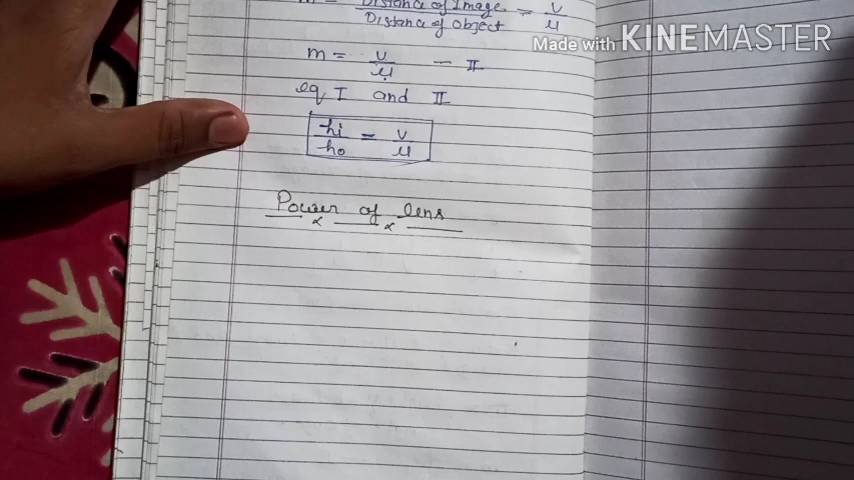 m = Distance of Image / Distance of object = v/u
Made with KINEMASTER
m = v/u - II
eq I and II
hi/ho = v/u
Power of lens